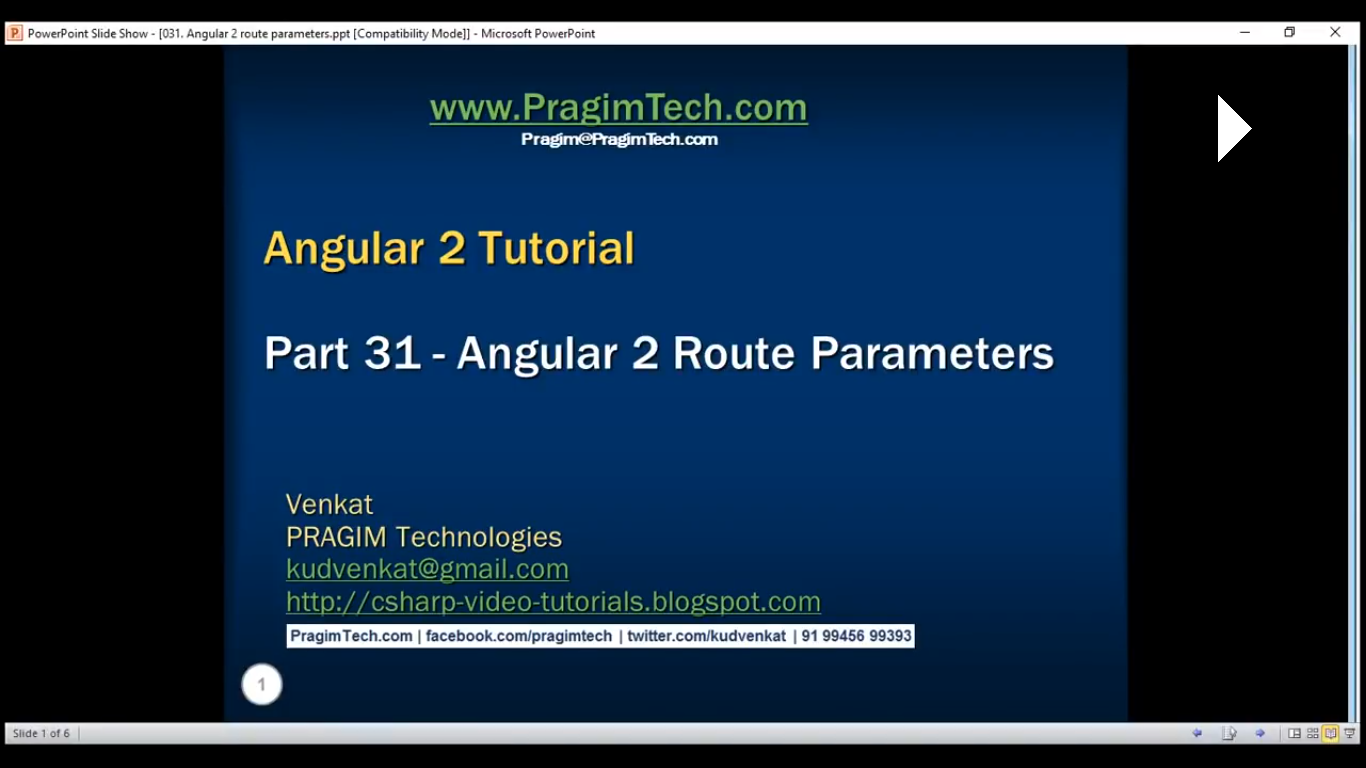 PowerPoint Slide Show - [031. Angular 2 route parameters.ppt [Compatibility Mode]] - Microsoft PowerPoint
www.PragimTech.com
Pragim@PragimTech.com
Angular 2 Tutorial
Part 31 - Angular 2 Route Parameters
Venkat
PRAGIM Technologies
kudvenkat@gmail.com
http://csharp-video-tutorials.blogspot.com
PragimTech.com | facebook.com/pragimtech | twitter.com/kudvenkat | 91 99456 99393
1
Slide 1 of 6